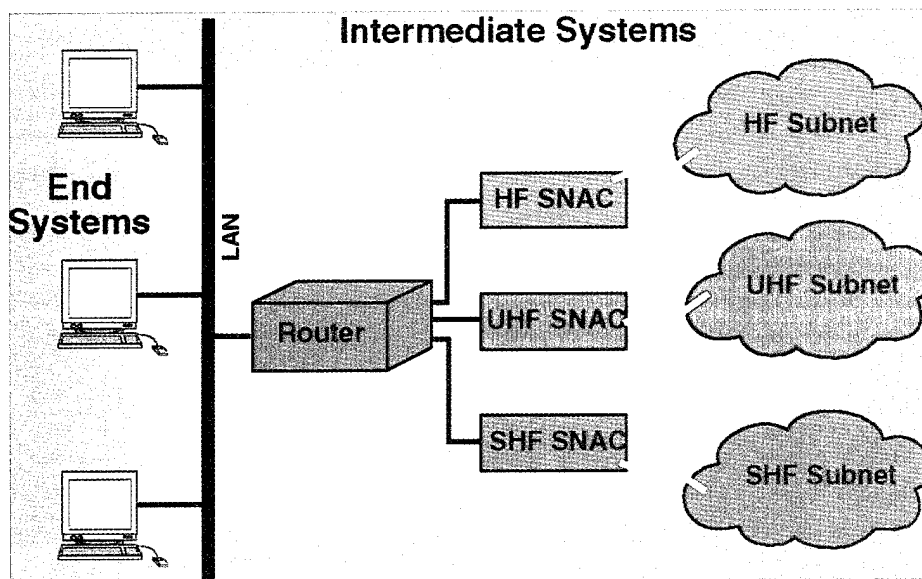 Intermediate Systems
End
Systems
LAN
Router
HF SNAC
UHF SNAC
SHF SNAC
HF Subnet
UHF Subnet
SHF Subnet